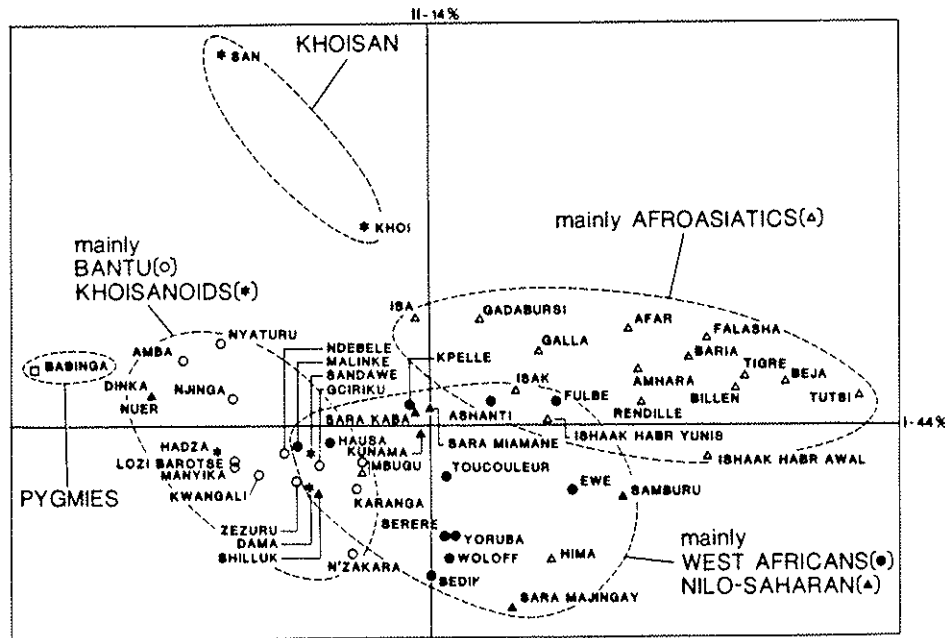 II-14%
KHOISAN
SAN
KHOI
mainly AFROASIATICS(△)
mainly
BANTU(○)
KHOISANOIDS(*)
ISA
GADABURSI
AFAR
FALASHA
NYATURU
NDEBELE
MALINKE
SANDAWE
GCIRIKU
KPELLE
GALLA
BARIA
AMBA
BABINGA
TIGRE
BEJA
AMHARA
BILLEN
TUTSI
DINKA
NUER
NJINGA
ISAK
FULBE
RENDILLE
SARA KABA
ASHANTI
I-44%
HAUSA
KUNAMA
MBUGU
SARA MIAMANE
ISHAAK HABR YUNIS
ISHAAK HABR AWAL
HADZA
LOZI BAROTSE
MANYIKA
KWANGALI
TOUCOULEUR
PYGMIES
EWE
SAMBURU
KARANGA
ZEZURU
DAMA
SHILLUK
SERERE
YORUBA
WOLOFF
HIMA
N'ZAKARA
BEDIK
SARA MAJINGAY
mainly
WEST AFRICANS(●)
NILO-SAHARAN(▲)